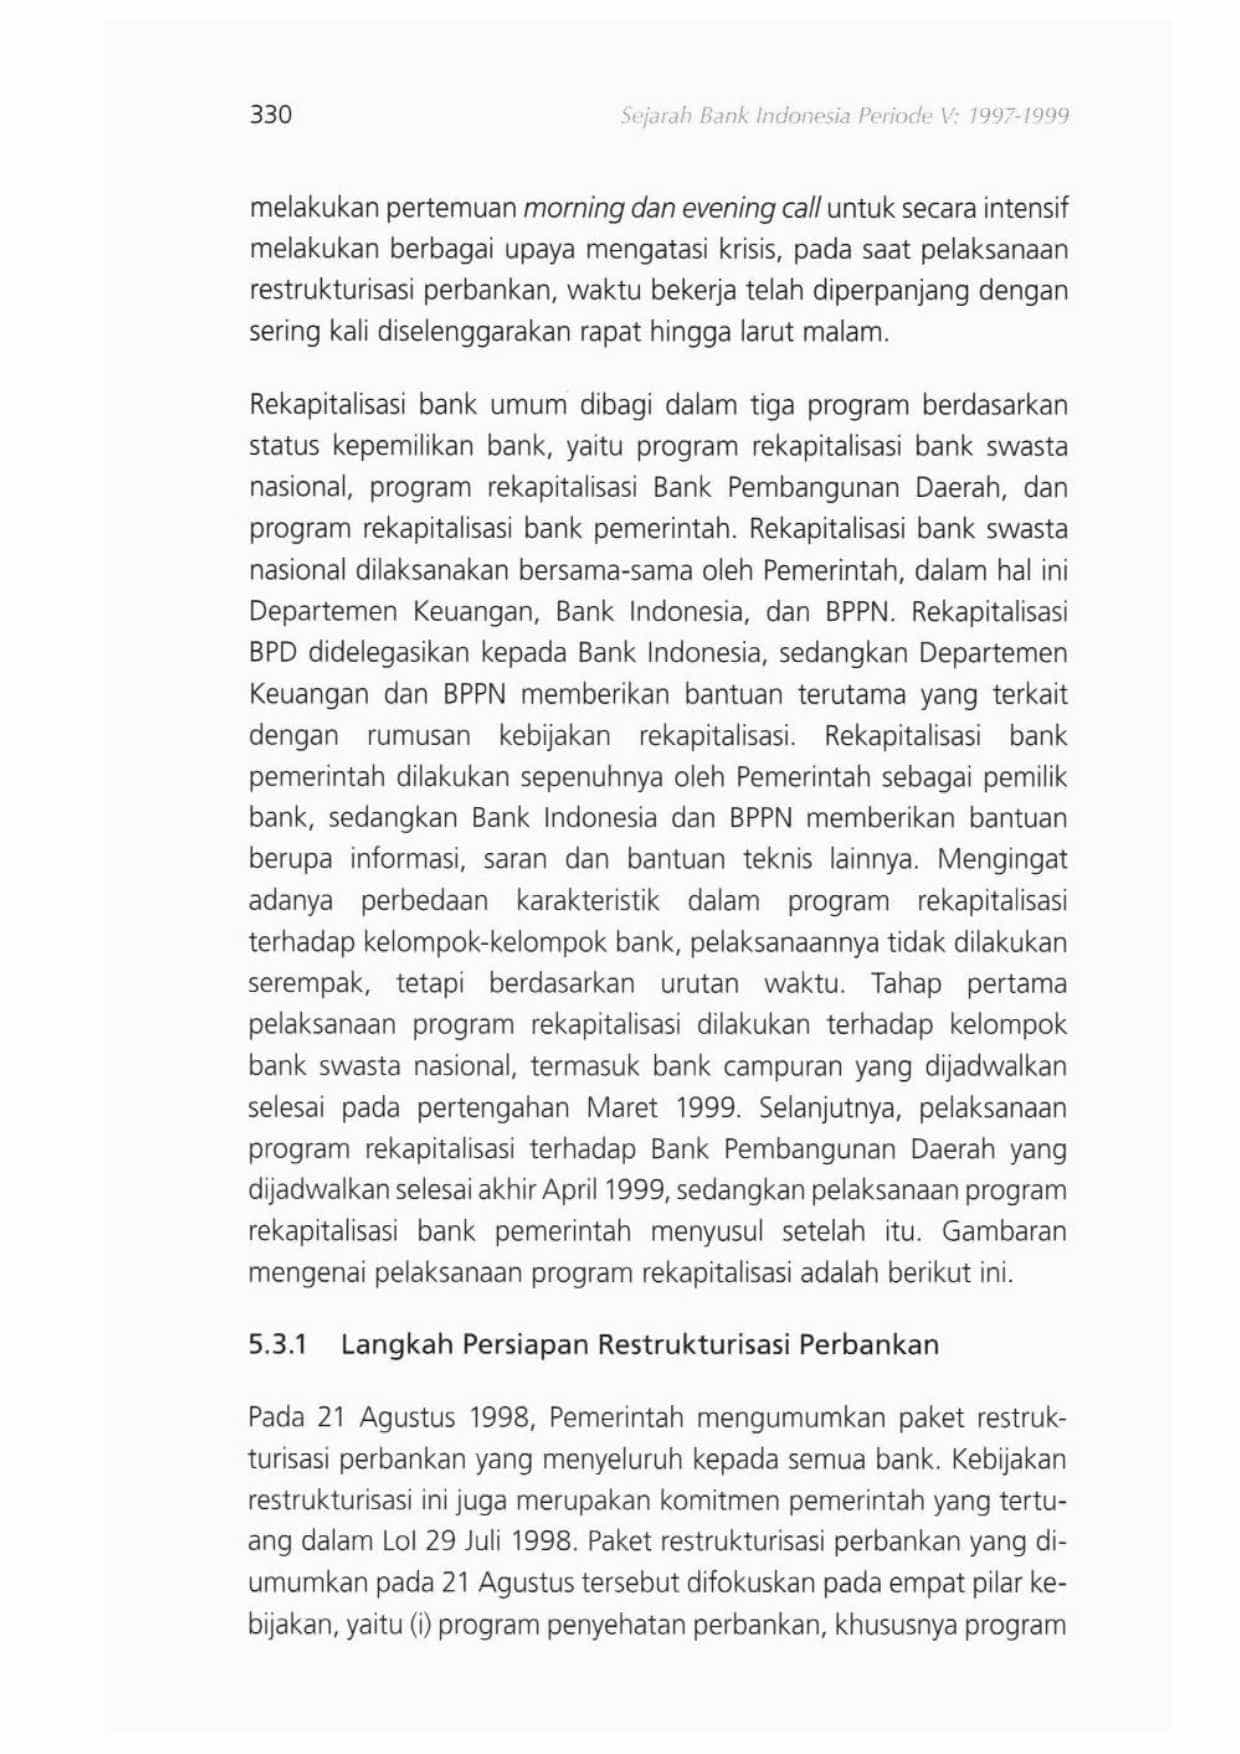 330
Sejarah Bank Indonesia Periode V: 1997-1999
melakukan pertemuan morning dan evening call untuk secara intensif
melakukan berbagai upaya mengatasi krisis, pada saat pelaksanaan
restrukturisasi perbankan, waktu bekerja telah diperpanjang dengan
sering kali diselenggarakan rapat hingga larut malam.
Rekapitalisasi bank umum dibagi dalam tiga program berdasarkan
status kepemilikan bank, yaitu program rekapitalisasi bank swasta
nasional, program rekapitalisasi Bank Pembangunan Daerah, dan
program rekapitalisasi bank pemerintah. Rekapitalisasi bank swasta
nasional dilaksanakan bersama-sama oleh Pemerintah, dalam hal ini
Departemen Keuangan, Bank Indonesia, dan BPPN. Rekapitalisasi
BPD didelegasikan kepada Bank Indonesia, sedangkan Departemen
Keuangan dan BPPN memberikan bantuan terutama yang terkait
dengan rumusan kebijakan rekapitalisasi. Rekapitalisasi bank
pemerintah dilakukan sepenuhnya oleh Pemerintah sebagai pemilik
bank, sedangkan Bank Indonesia dan BPPN memberikan bantuan
berupa informasi, saran dan bantuan teknis lainnya. Mengingat
adanya perbedaan karakteristik dalam program rekapitalisasi
terhadap kelompok-kelompok bank, pelaksanaannya tidak dilakukan
serempak, tetapi berdasarkan urutan waktu. Tahap pertama
pelaksanaan program rekapitalisasi dilakukan terhadap kelompok
bank swasta nasional, termasuk bank campuran yang dijadwalkan
selesai pada pertengahan Maret 1999. Selanjutnya, pelaksanaan
program rekapitalisasi terhadap Bank Pembangunan Daerah yang
dijadwalkan selesai akhir April 1999, sedangkan pelaksanaan program
rekapitalisasi bank pemerintah menyusul setelah itu. Gambaran
mengenai pelaksanaan program rekapitalisasi adalah berikut ini.
5.3.1 Langkah Persiapan Restrukturisasi Perbankan
Pada 21 Agustus 1998, Pemerintah mengumumkan paket restruk-
turisasi perbankan yang menyeluruh kepada semua bank. Kebijakan
restrukturisasi ini juga merupakan komitmen pemerintah yang tertu-
ang dalam LoI 29 Juli 1998. Paket restrukturisasi perbankan yang di-
umumkan pada 21 Agustus tersebut difokuskan pada empat pilar ke-
bijakan, yaitu (i) program penyehatan perbankan, khususnya program